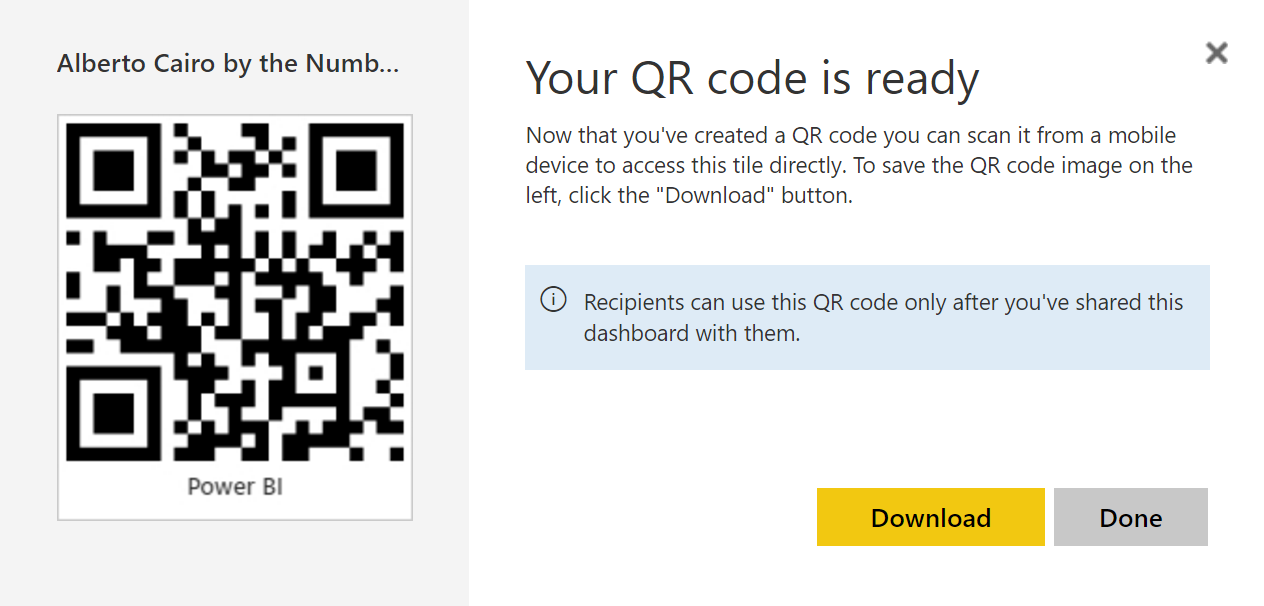 Alberto Cairo by the Numb...
Power BI
Your QR code is ready
Now that you've created a QR code you can scan it from a mobile
device to access this tile directly. To save the QR code image on the
left, click the "Download" button.
Recipients can use this QR code only after you've shared this
dashboard with them.
Download
Done